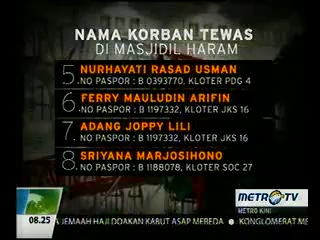 NAMA KORBAN TEWAS
DI MASJIDIL HARAM
5. NURHAYATI RASAD USMAN
NO PASPOR : B 0393770, KLOTER PDG 4
6. FERRY MAULUDIN ARIFIN
NO PASPOR : B 1197332, KLOTER JKS 16
7. ADANG JOPPY LILI
NO PASPOR : B 1197332, KLOTER JKS 16
8. SRIYANA MARJOSIHONO
NO PASPOR : B 1188078, KLOTER SOC 27
METRO TV
METRO KINI
08.25
JEMAAH HAJI DOAKAN KABUT ASAP MEREDA
KONGLOMERAT